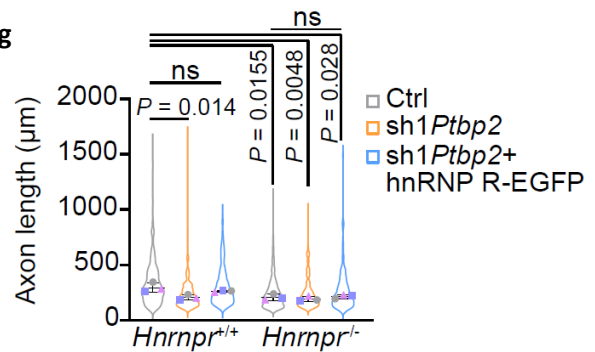 g
ns
ns
P = 0.014
P = 0.0155
P = 0.0048
P = 0.028
Axon length (μm)
2000
1500
1000
500
0
Hnrnpr+/+
Hnrnpr-/-
Ctrl
sh1Ptbp2
sh1Ptbp2+
hnRNP R-EGFP